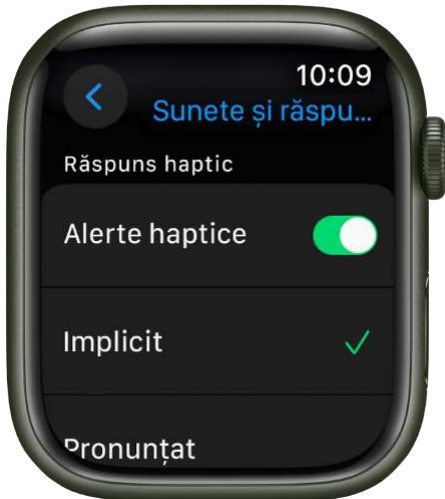 10:09
Sunete și răspu...
Răspuns haptic
Alerte haptice
Implicit
Pronunțat